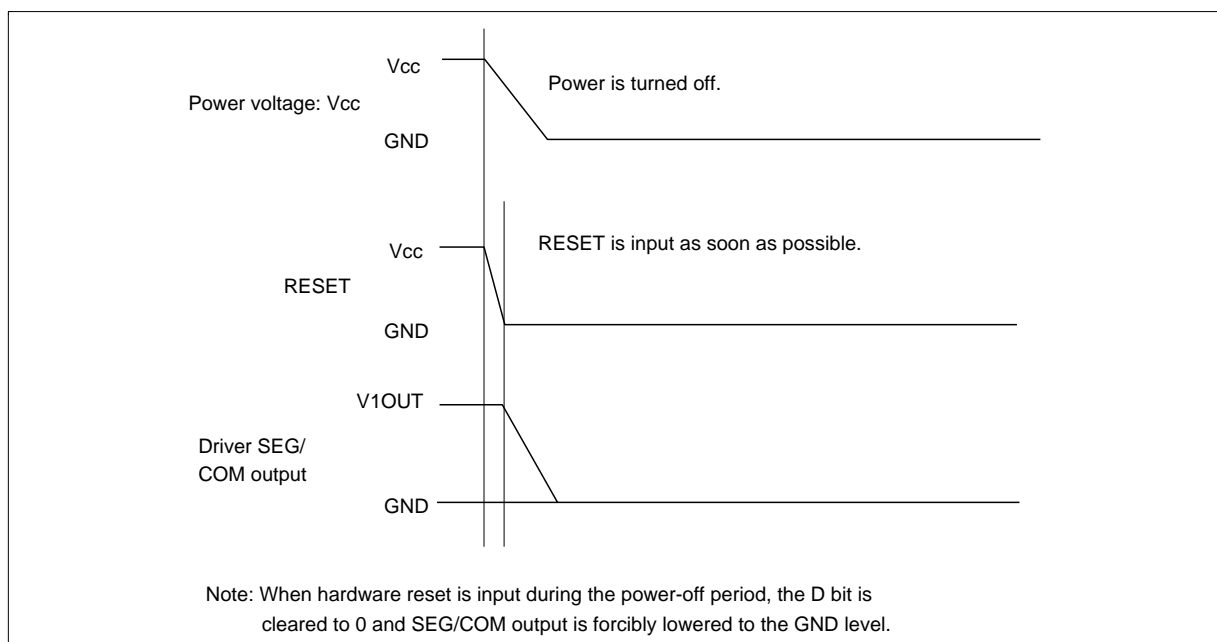 Vcc
Power is turned off.
Power voltage: Vcc
GND
Vcc
RESET is input as soon as possible.
RESET
GND
V1OUT
Driver SEG/
COM output
GND
Note: When hardware reset is input during the power-off period, the D bit is
cleared to 0 and SEG/COM output is forcibly lowered to the GND level.